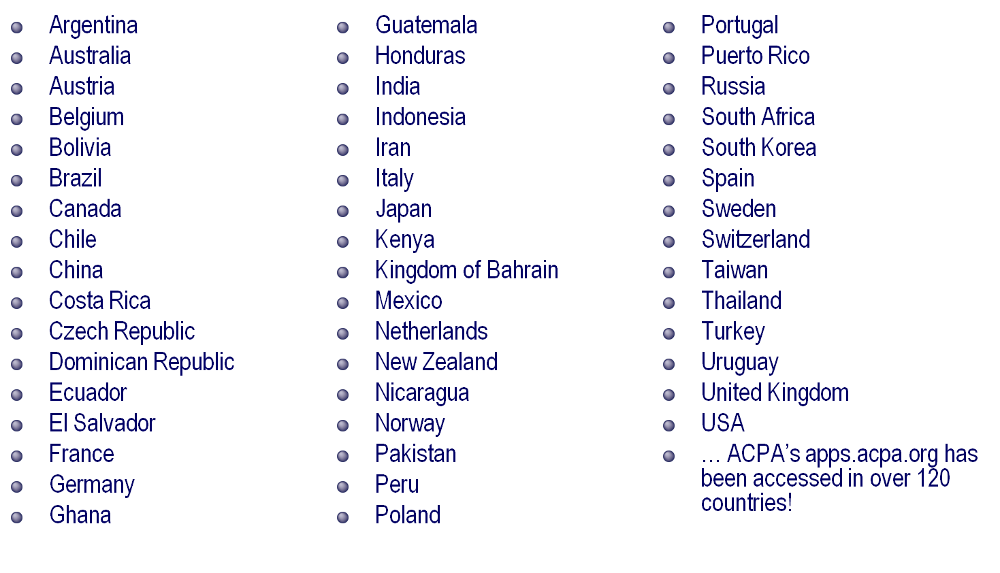 Argentina
Australia
Austria
Belgium
Bolivia
Brazil
Canada
Chile
China
Costa Rica
Czech Republic
Dominican Republic
Ecuador
El Salvador
France
Germany
Ghana
Guatemala
Honduras
India
Indonesia
Iran
Italy
Japan
Kenya
Kingdom of Bahrain
Mexico
Netherlands
New Zealand
Nicaragua
Norway
Pakistan
Peru
Poland
Portugal
Puerto Rico
Russia
South Africa
South Korea
Spain
Sweden
Switzerland
Taiwan
Thailand
Turkey
Uruguay
United Kingdom
USA
… ACPA’s apps.acpa.org has
been accessed in over 120
countries!